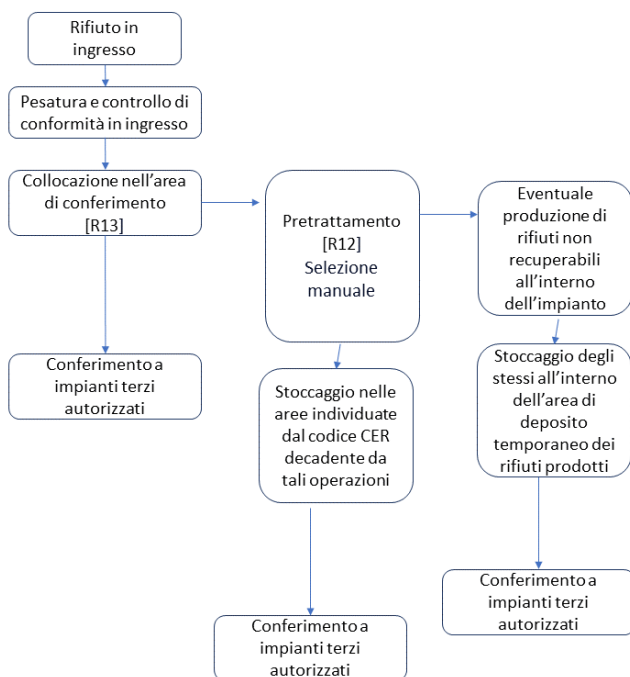 Rifiuto in
ingresso
Pesatura e controllo di
conformità in ingresso
Collocazione nell'area
di conferimento
[R13]
Conferimento a
impianti terzi
autorizzati
Pretrattamento
[R12]
Selezione
manuale
Stoccaggio nelle
aree individuate
dal codice CER
decadente da
tali operazioni
Conferimento a
impianti terzi
autorizzati
Eventuale
produzione di
rifiuti non
recuperabili
all'interno
dell'impianto
Stoccaggio degli
stessi all'interno
dell'area di
deposito
temporaneo dei
rifiuti prodotti
Conferimento a
impianti terzi
autorizzati